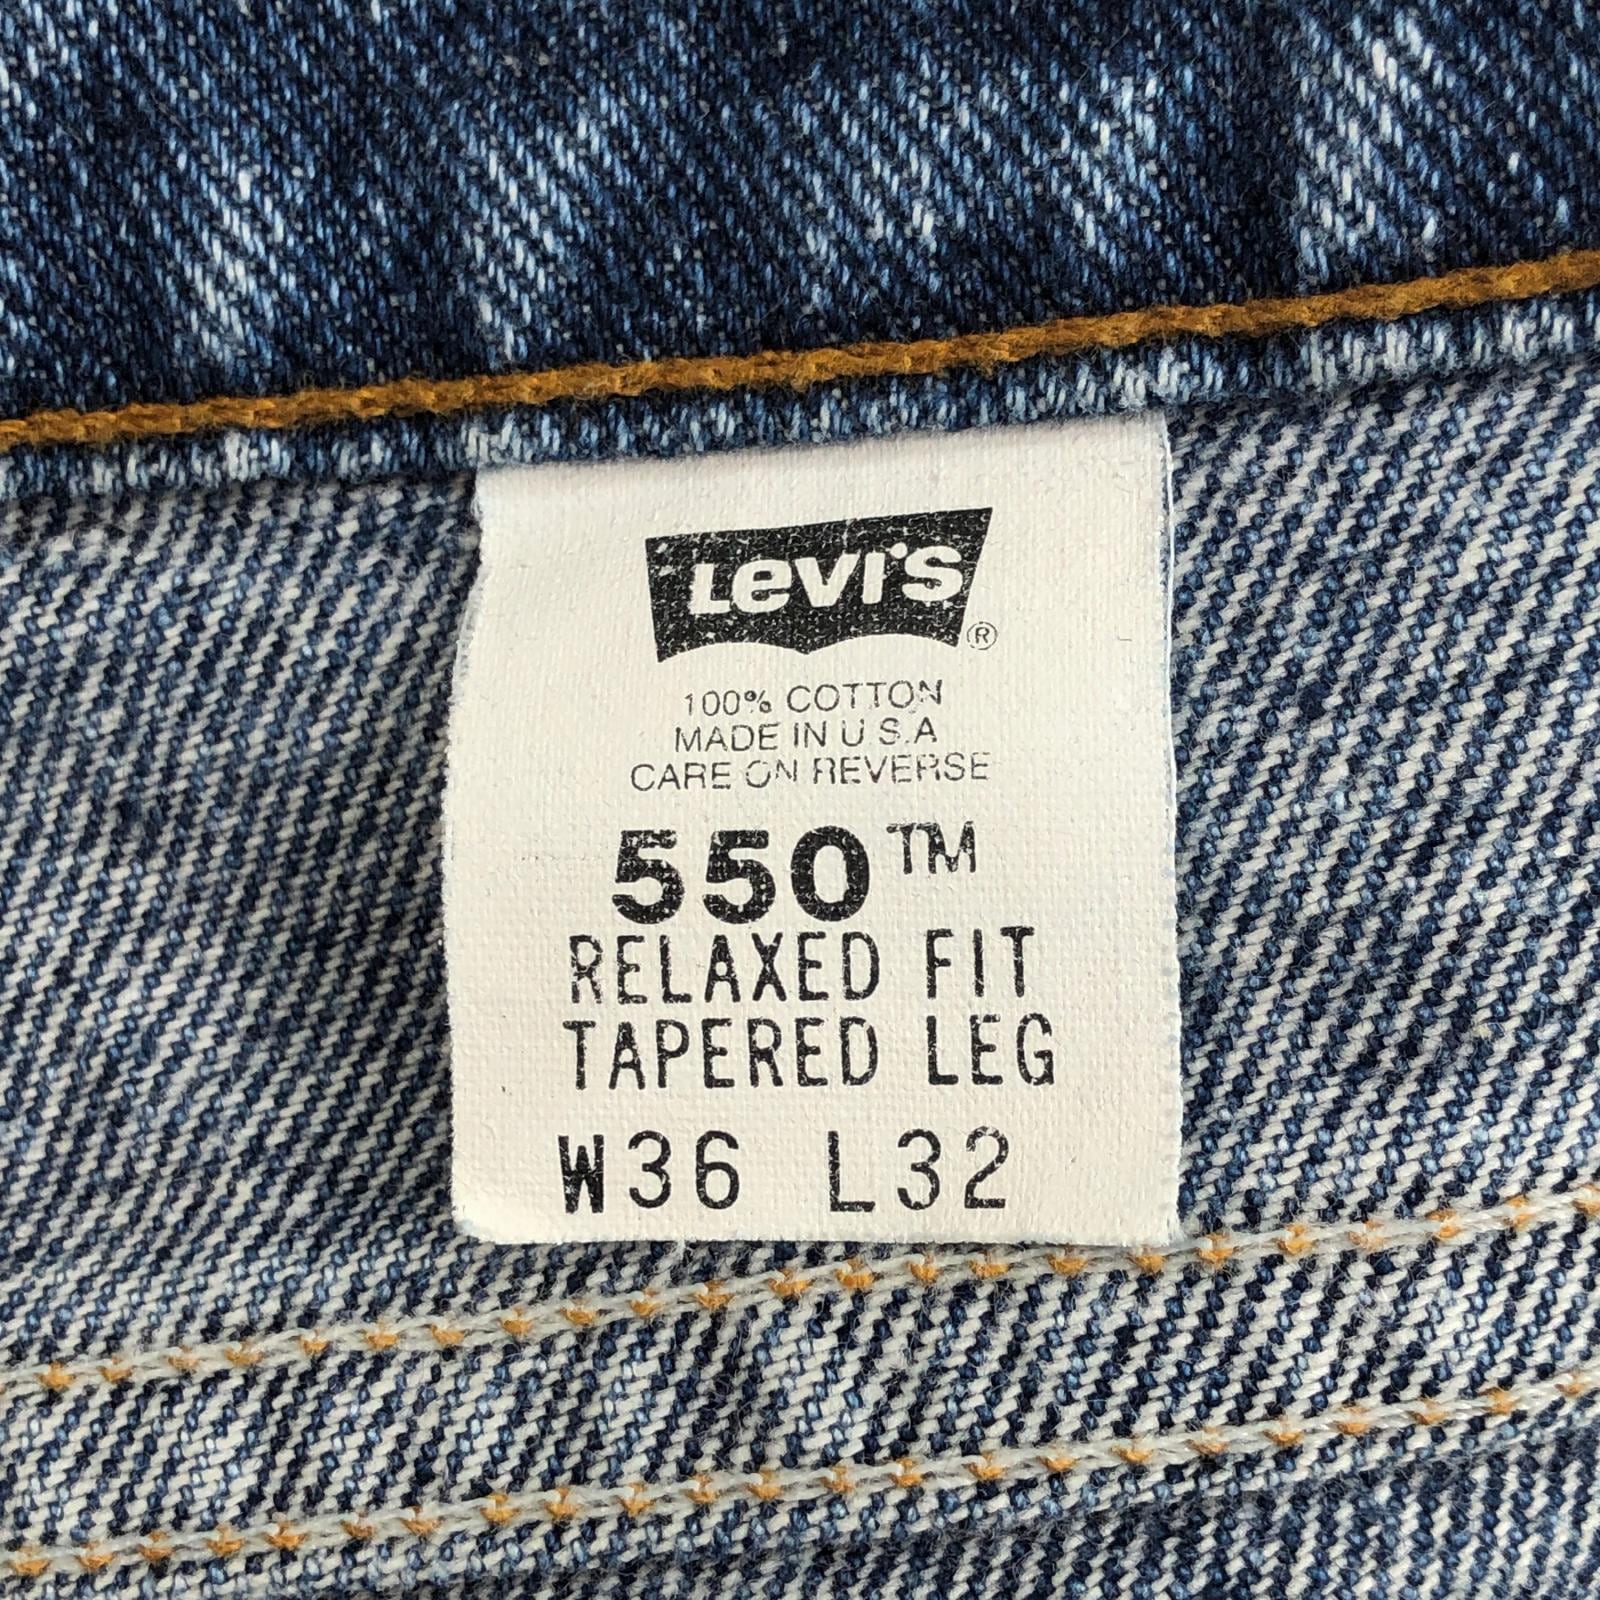 Levi's ®
100% COTTON
MADE IN U.S.A
CARE ON REVERSE
550™
RELAXED FIT
TAPERED LEG
W36 L32